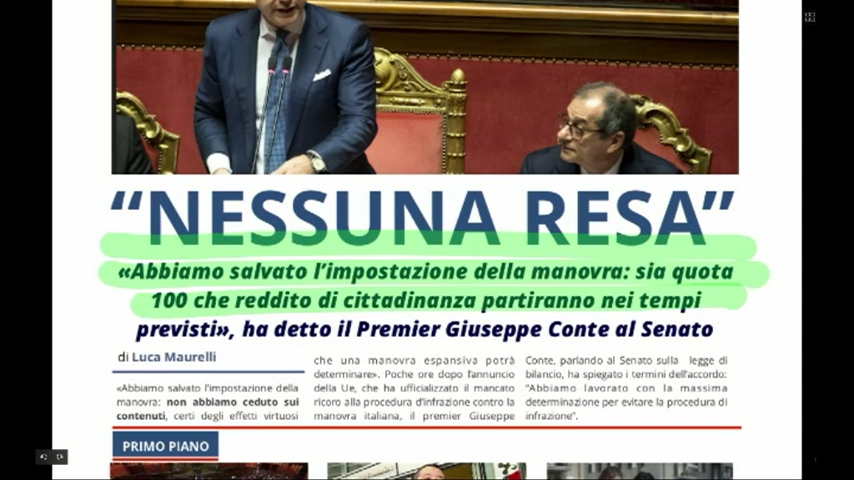 “NESSUNA RESA”
«Abbiamo salvato l’impostazione della manovra: sia quota
100 che reddito di cittadinanza partiranno nei tempi
previsti», ha detto il Premier Giuseppe Conte al Senato
di Luca Maurelli
«Abbiamo salvato l’impostazione della
manovra: non abbiamo ceduto sui
contenuti, certi degli effetti virtuosi
che una manovra espansiva potrà
determinare». Poche ore dopo l’annuncio
della Ue, che ha ufficializzato il mancato
ricoro alla procedura d’infrazione contro la
manovra italiana, il premier Giuseppe
Conte, parlando al Senato sulla legge di
bilancio, ha spiegato i termini dell’accordo:
“Abbiamo lavorato con la massima
determinazione per evitare la procedura di
infrazione”.
PRIMO PIANO